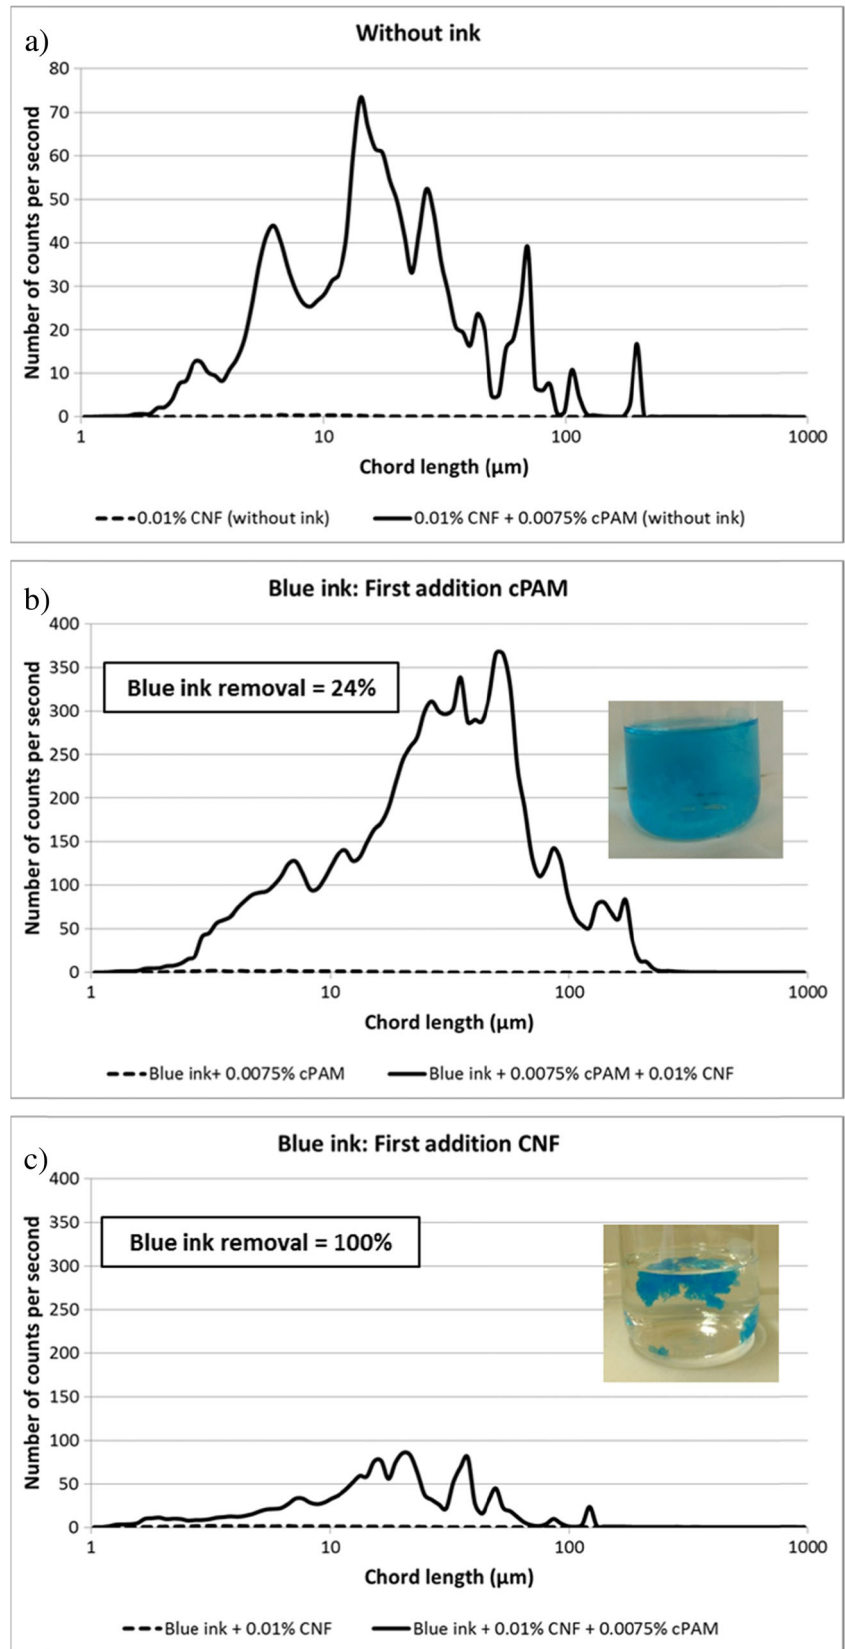 a)
Without ink
Number of counts per second
80
70
60
50
40
30
20
10
0
1 10 100 1000
Chord length (μm)
0.01% CNF (without ink) 0.01% CNF + 0.0075% cPAM (without ink)
b)
Blue ink: First addition cPAM
Number of counts per second
400
350
300
250
200
150
100
50
0
Blue ink removal = 24%
1 10 100 1000
Chord length (μm)
Blue ink+ 0.0075% cPAM Blue ink + 0.0075% cPAM + 0.01% CNF
c)
Blue ink: First addition CNF
Number of counts per second
400
350
300
250
200
150
100
50
0
Blue ink removal = 100%
1 10 100 1000
Chord length (μm)
Blue ink + 0.01% CNF Blue ink + 0.01% CNF + 0.0075% cPAM